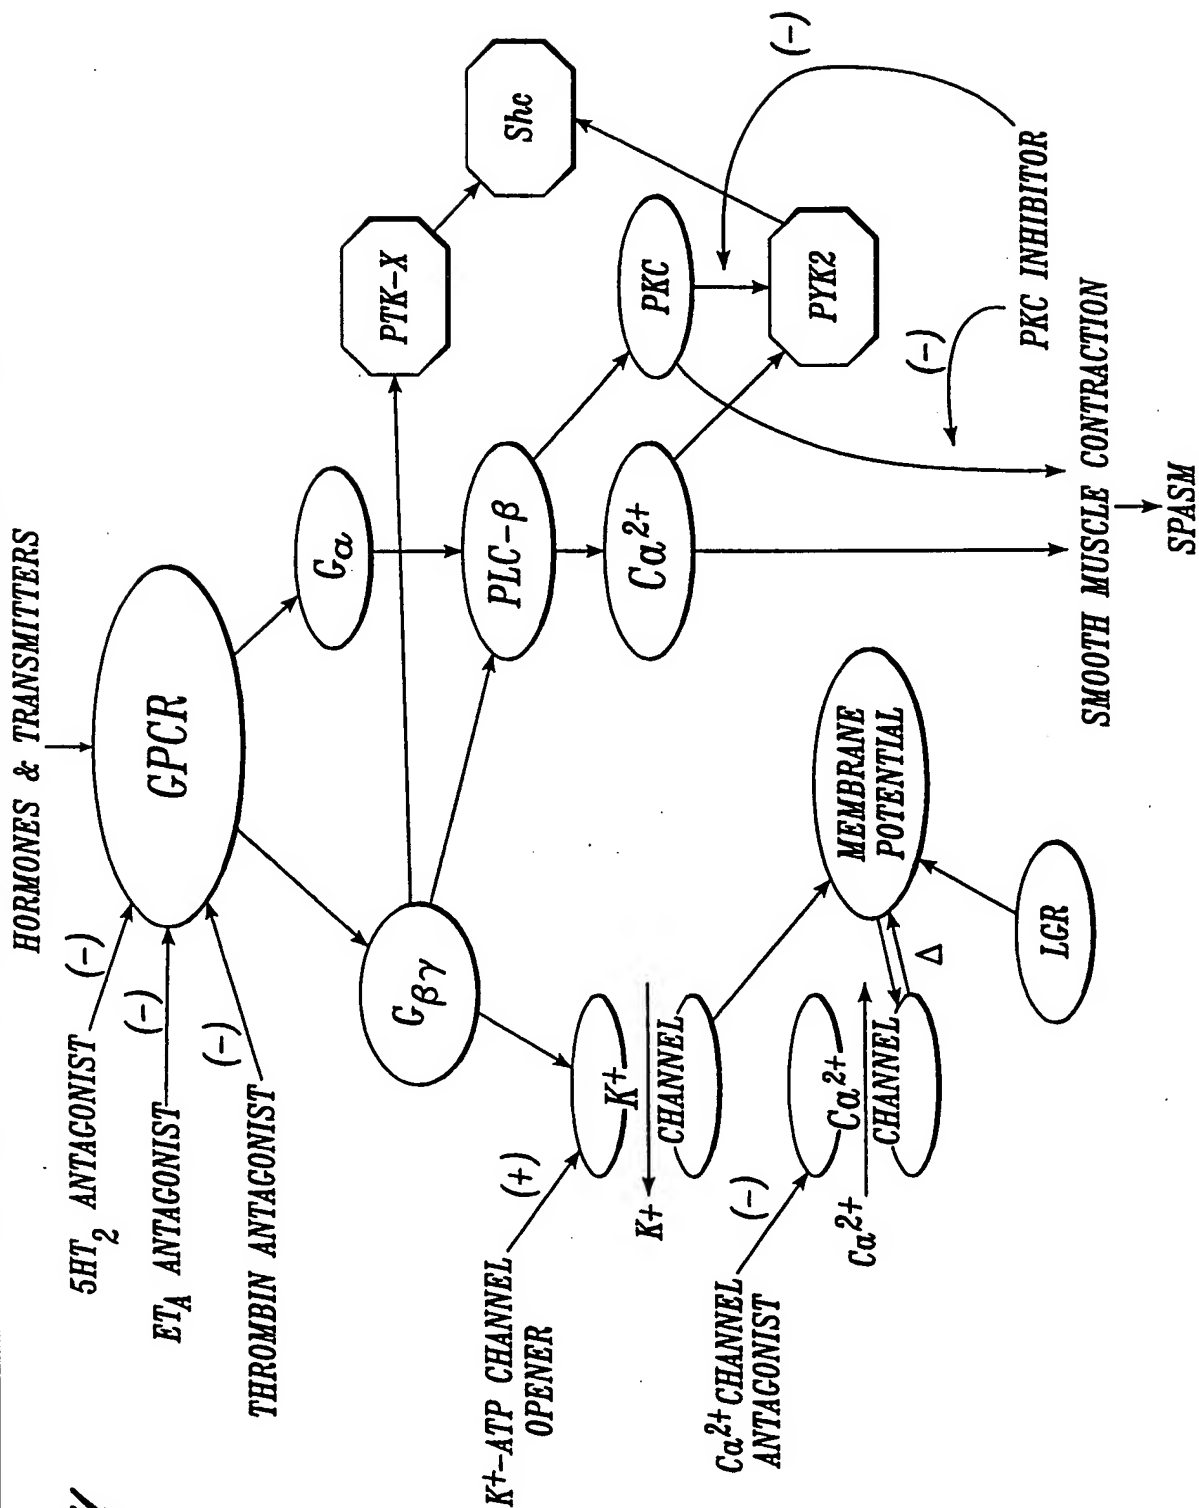 HORMONES & TRANSMITTERS
5HT2 ANTAGONIST
(-)
ETA ANTAGONIST
(-)
THROMBIN ANTAGONIST
(-)
GPCR
Gα
Gβγ
PTK-X
Shc
PLC-β
PKC
Ca2+
PYK2
(-)
(-)
PKC INHIBITOR
K+-ATP CHANNEL
OPENER
(+)
K+
CHANNEL
K+
Ca2+ CHANNEL
ANTAGONIST
(-)
Ca2+
CHANNEL
Ca2+
MEMBRANE
POTENTIAL
Δ
LGR
SMOOTH MUSCLE CONTRACTION
SPASM